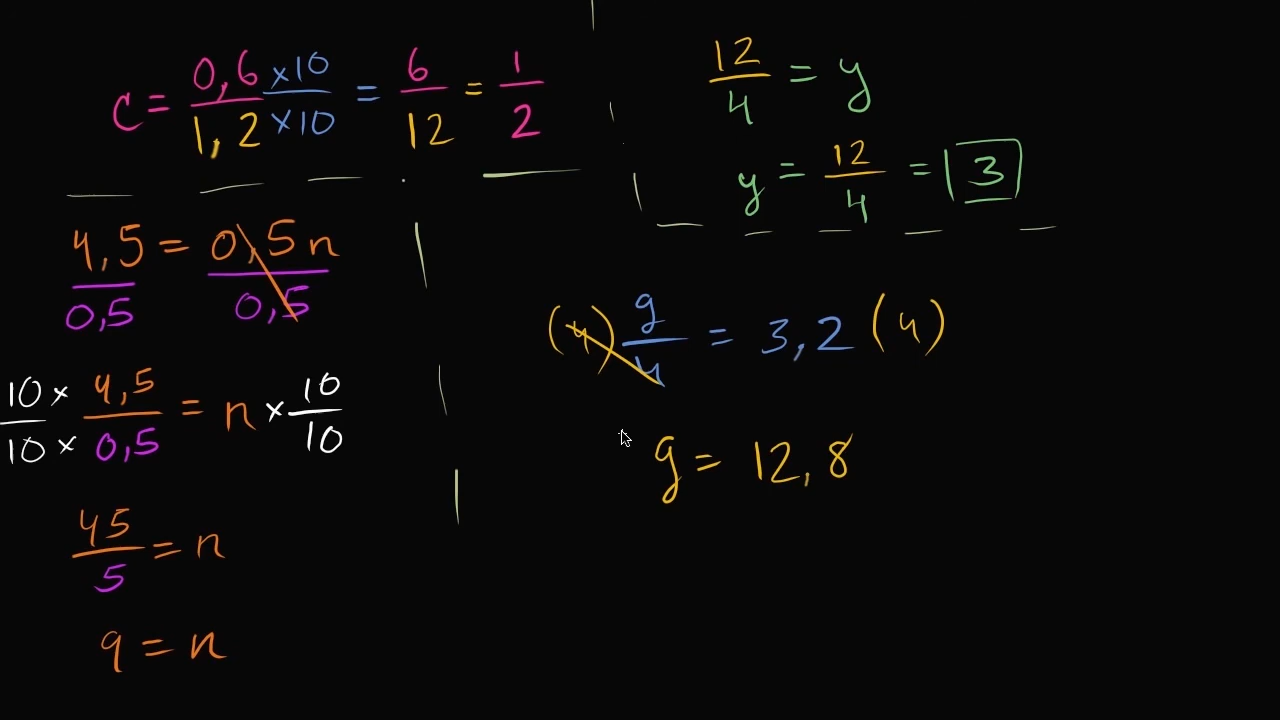 c = 0,6/1,2 ×10/×10 = 6/12 = 1/2
4,5/0,5 = 0,5n/0,5
10/10 × 4,5/0,5 = n × 10/10
45/5 = n
9 = n
12/4 = y
y = 12/4 = 3
(4) g/4 = 3,2 (4)
g = 12,8